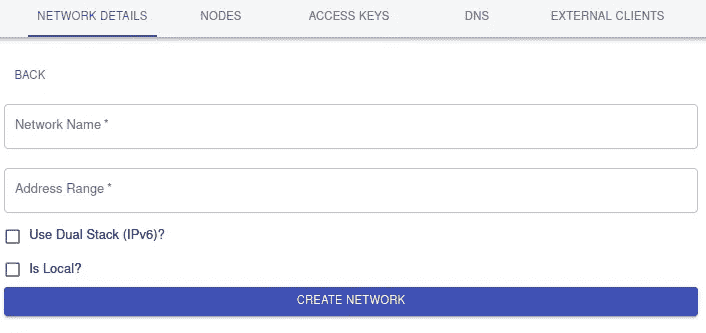 NETWORK DETAILS NODES ACCESS KEYS DNS EXTERNAL CLIENTS
BACK
Network Name *
Address Range *
Use Dual Stack (IPv6)?
Is Local?
CREATE NETWORK